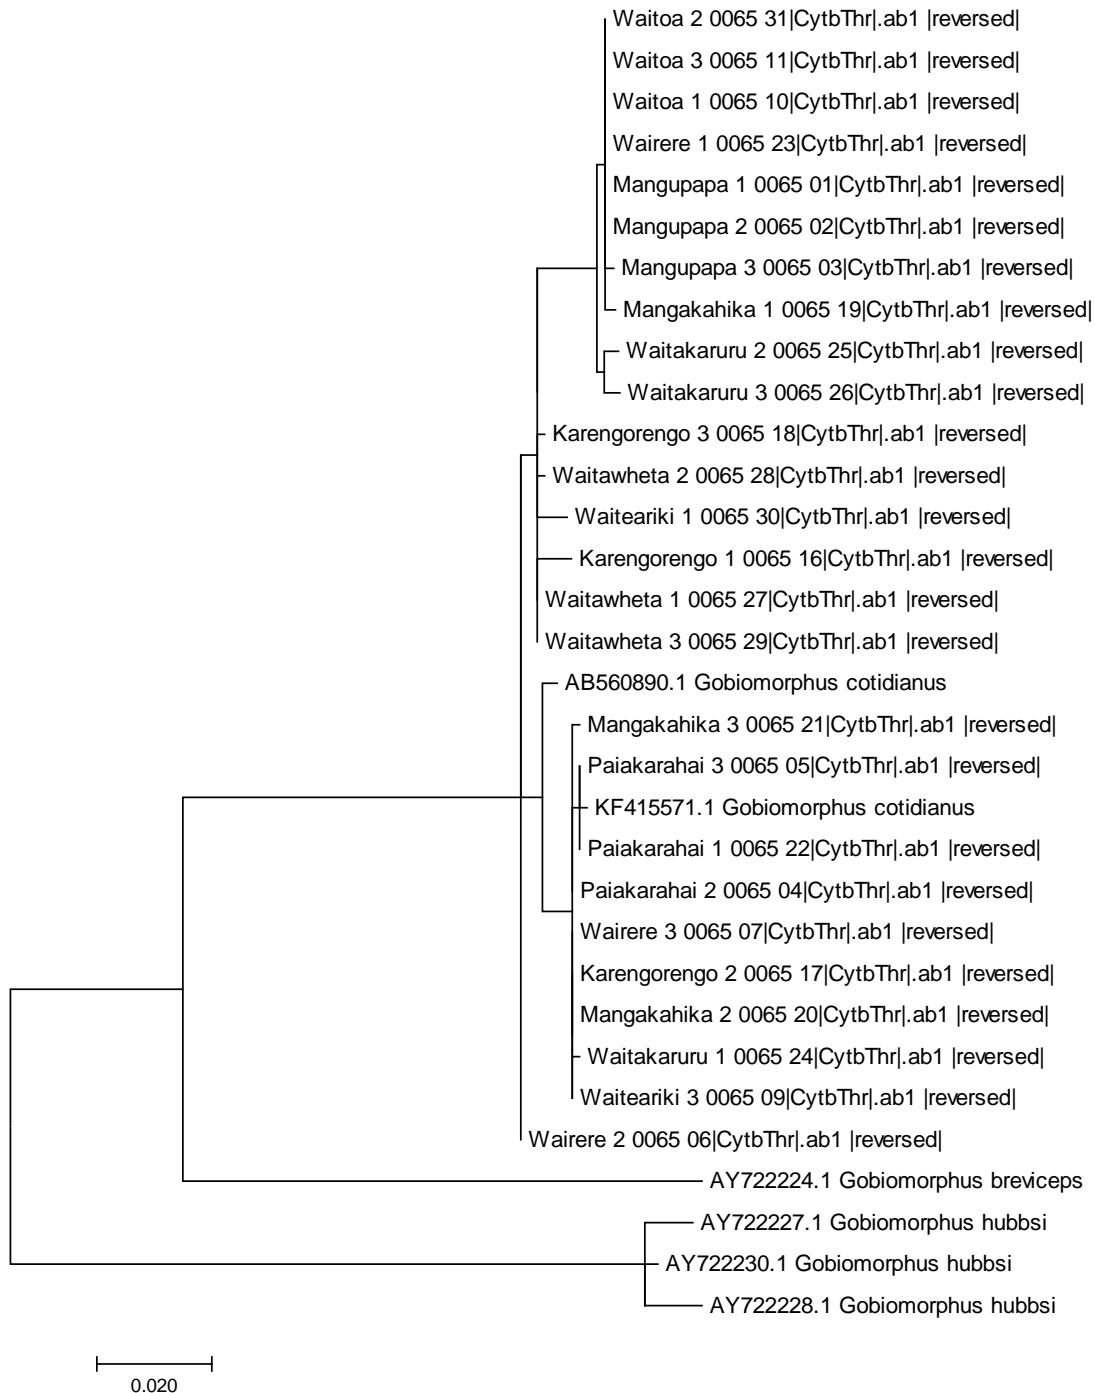 Waitoa 2 0065 31|CytbThr|.ab1 |reversed|
Waitoa 3 0065 11|CytbThr|.ab1 |reversed|
Waitoa 1 0065 10|CytbThr|.ab1 |reversed|
Wairere 1 0065 23|CytbThr|.ab1 |reversed|
Mangupapa 1 0065 01|CytbThr|.ab1 |reversed|
Mangupapa 2 0065 02|CytbThr|.ab1 |reversed|
Mangupapa 3 0065 03|CytbThr|.ab1 |reversed|
Mangakahika 1 0065 19|CytbThr|.ab1 |reversed|
Waitakaruru 2 0065 25|CytbThr|.ab1 |reversed|
Waitakaruru 3 0065 26|CytbThr|.ab1 |reversed|
Karengorengo 3 0065 18|CytbThr|.ab1 |reversed|
Waitawheta 2 0065 28|CytbThr|.ab1 |reversed|
Waiteariki 1 0065 30|CytbThr|.ab1 |reversed|
Karengorengo 1 0065 16|CytbThr|.ab1 |reversed|
Waitawheta 1 0065 27|CytbThr|.ab1 |reversed|
Waitawheta 3 0065 29|CytbThr|.ab1 |reversed|
AB560890.1 Gobiomorphus cotidianus
Mangakahika 3 0065 21|CytbThr|.ab1 |reversed|
Paiakarahai 3 0065 05|CytbThr|.ab1 |reversed|
KF415571.1 Gobiomorphus cotidianus
Paiakarahai 1 0065 22|CytbThr|.ab1 |reversed|
Paiakarahai 2 0065 04|CytbThr|.ab1 |reversed|
Wairere 3 0065 07|CytbThr|.ab1 |reversed|
Karengorengo 2 0065 17|CytbThr|.ab1 |reversed|
Mangakahika 2 0065 20|CytbThr|.ab1 |reversed|
Waitakaruru 1 0065 24|CytbThr|.ab1 |reversed|
Waiteariki 3 0065 09|CytbThr|.ab1 |reversed|
Wairere 2 0065 06|CytbThr|.ab1 |reversed|
AY722224.1 Gobiomorphus breviceps
AY722227.1 Gobiomorphus hubbsi
AY722230.1 Gobiomorphus hubbsi
AY722228.1 Gobiomorphus hubbsi
0.020